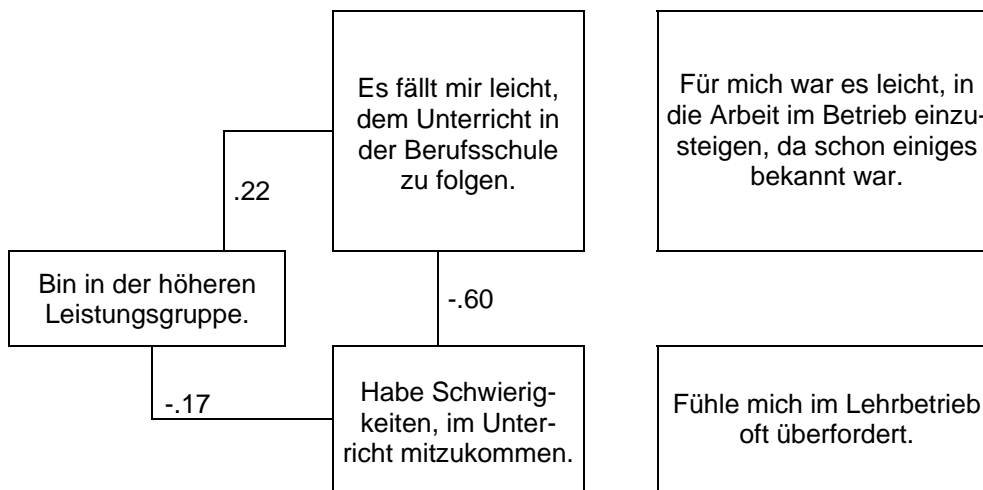 Es fällt mir leicht,
dem Unterricht in
der Berufsschule
zu folgen.
Für mich war es leicht, in
die Arbeit im Betrieb einzu-
steigen, da schon einiges
bekannt war.
.22
Bin in der höheren
Leistungsgruppe.
-.60
-.17
Habe Schwierig-
keiten, im Unter-
richt mitzukommen.
Fühle mich im Lehrbetrieb
oft überfordert.